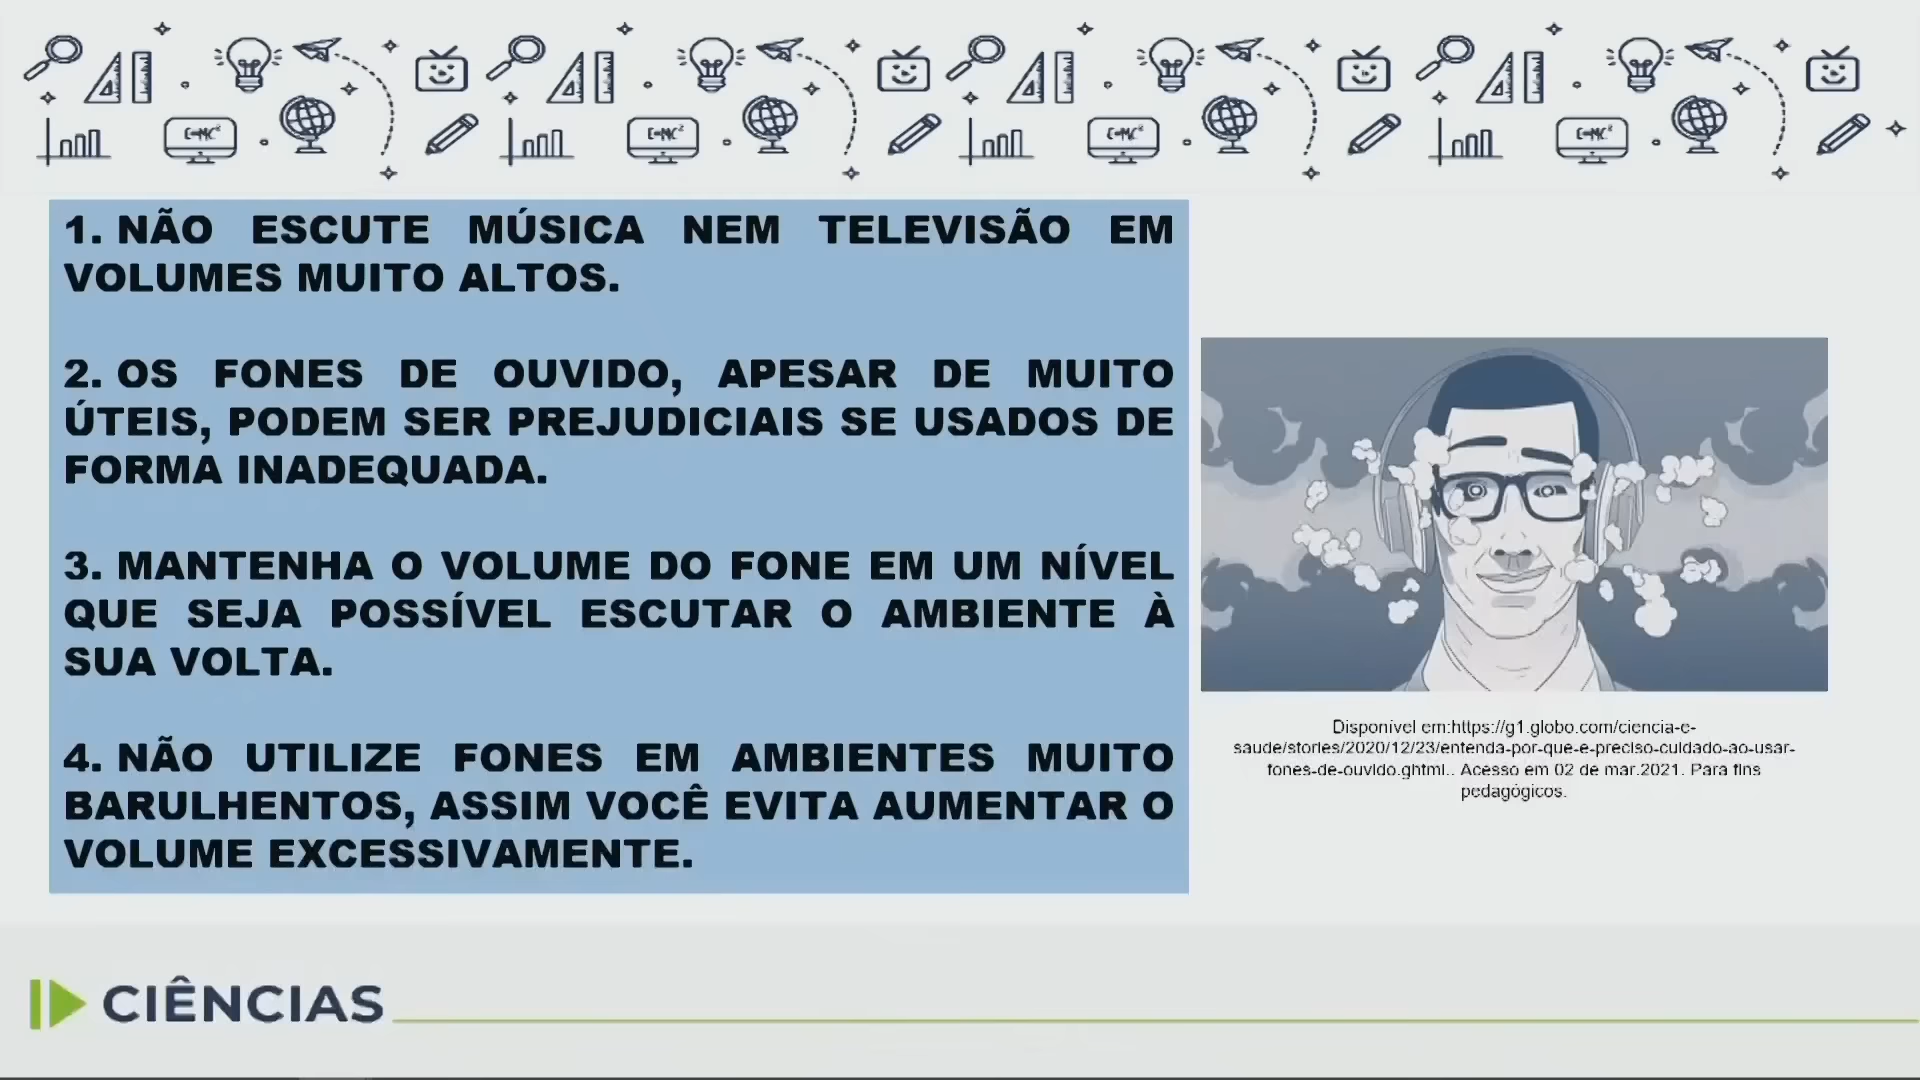 E=MC²
E=MC²
E=MC²
E=MC²
1. NÃO ESCUTE MÚSICA NEM TELEVISÃO EM
VOLUMES MUITO ALTOS.
2. OS FONES DE OUVIDO, APESAR DE MUITO
ÚTEIS, PODEM SER PREJUDICIAIS SE USADOS DE
FORMA INADEQUADA.
3. MANTENHA O VOLUME DO FONE EM UM NÍVEL
QUE SEJA POSSÍVEL ESCUTAR O AMBIENTE À
SUA VOLTA.
4. NÃO UTILIZE FONES EM AMBIENTES MUITO
BARULHENTOS, ASSIM VOCÊ EVITA AUMENTAR O
VOLUME EXCESSIVAMENTE.
Disponível em:https://g1.globo.com/ciencia-e-
saude/stories/2020/12/23/entenda-por-que-e-preciso-cuidado-ao-usar-
fones-de-ouvido.ghtml.. Acesso em 02 de mar.2021. Para fins
pedagógicos.
CIÊNCIAS